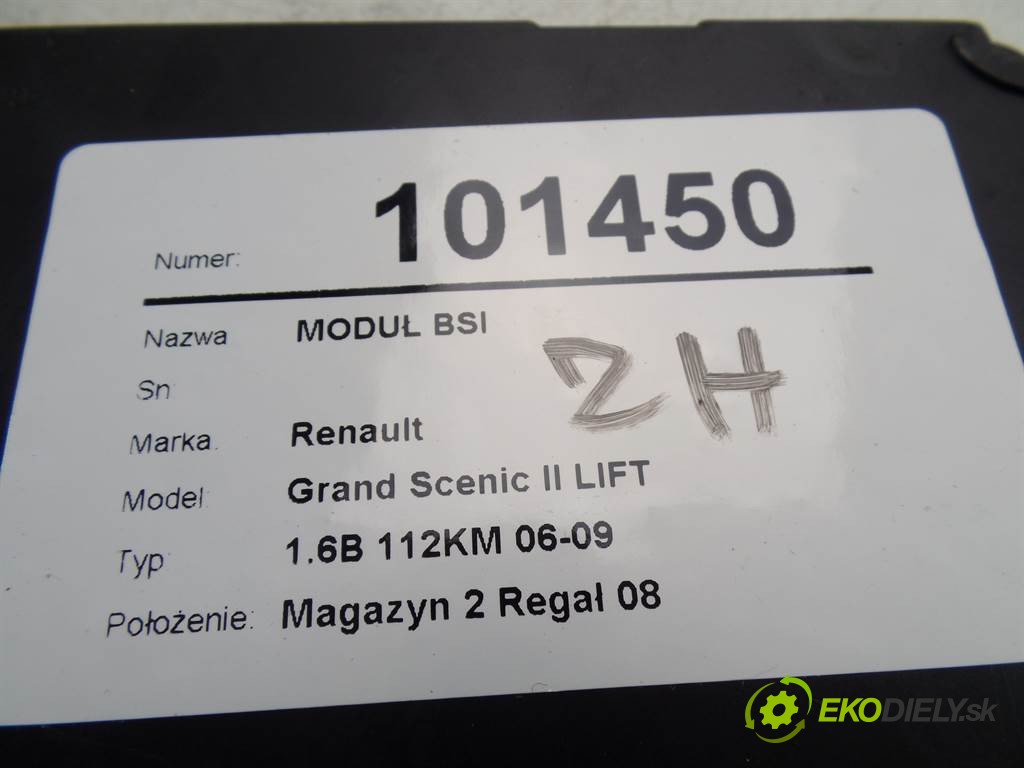 Numer: 101450
Nazwa MODUŁ BSI
ZH
Sn
Marka Renault
Model Grand Scenic II LIFT
Typ 1.6B 112KM 06-09
Położenie: Magazyn 2 Regał 08
EKODIELY.sk